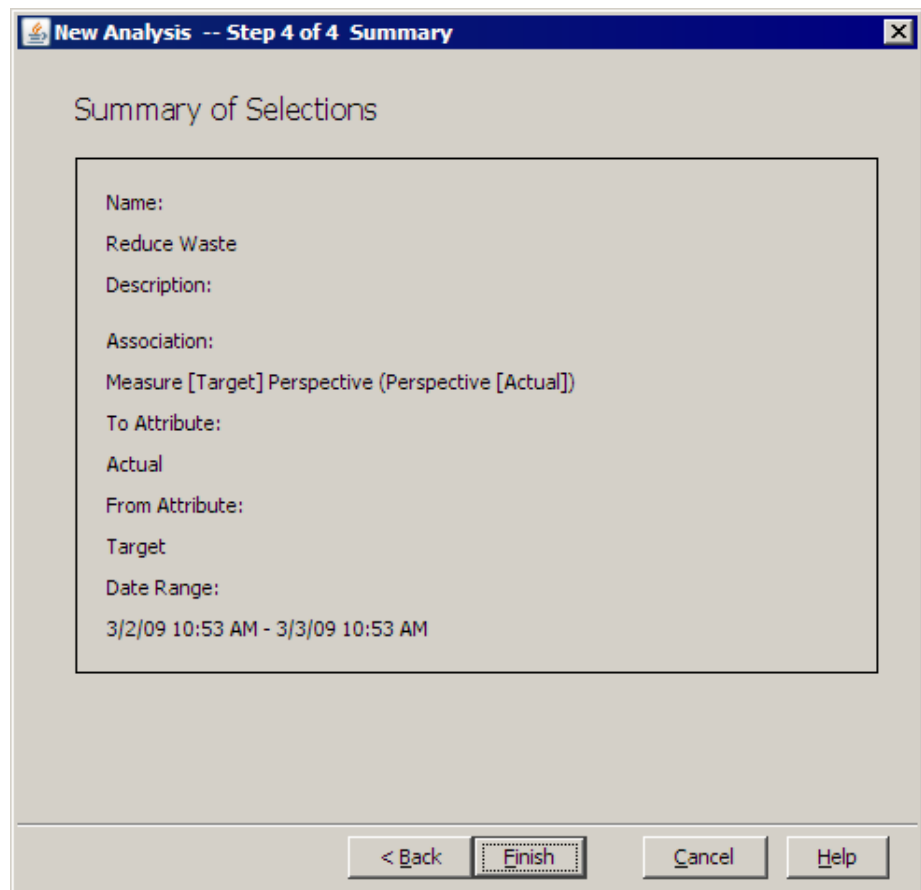 New Analysis -- Step 4 of 4 Summary
Summary of Selections
Name:
Reduce Waste
Description:
Association:
Measure [Target] Perspective (Perspective [Actual])
To Attribute:
Actual
From Attribute:
Target
Date Range:
3/2/09 10:53 AM - 3/3/09 10:53 AM
< Back Finish Cancel Help